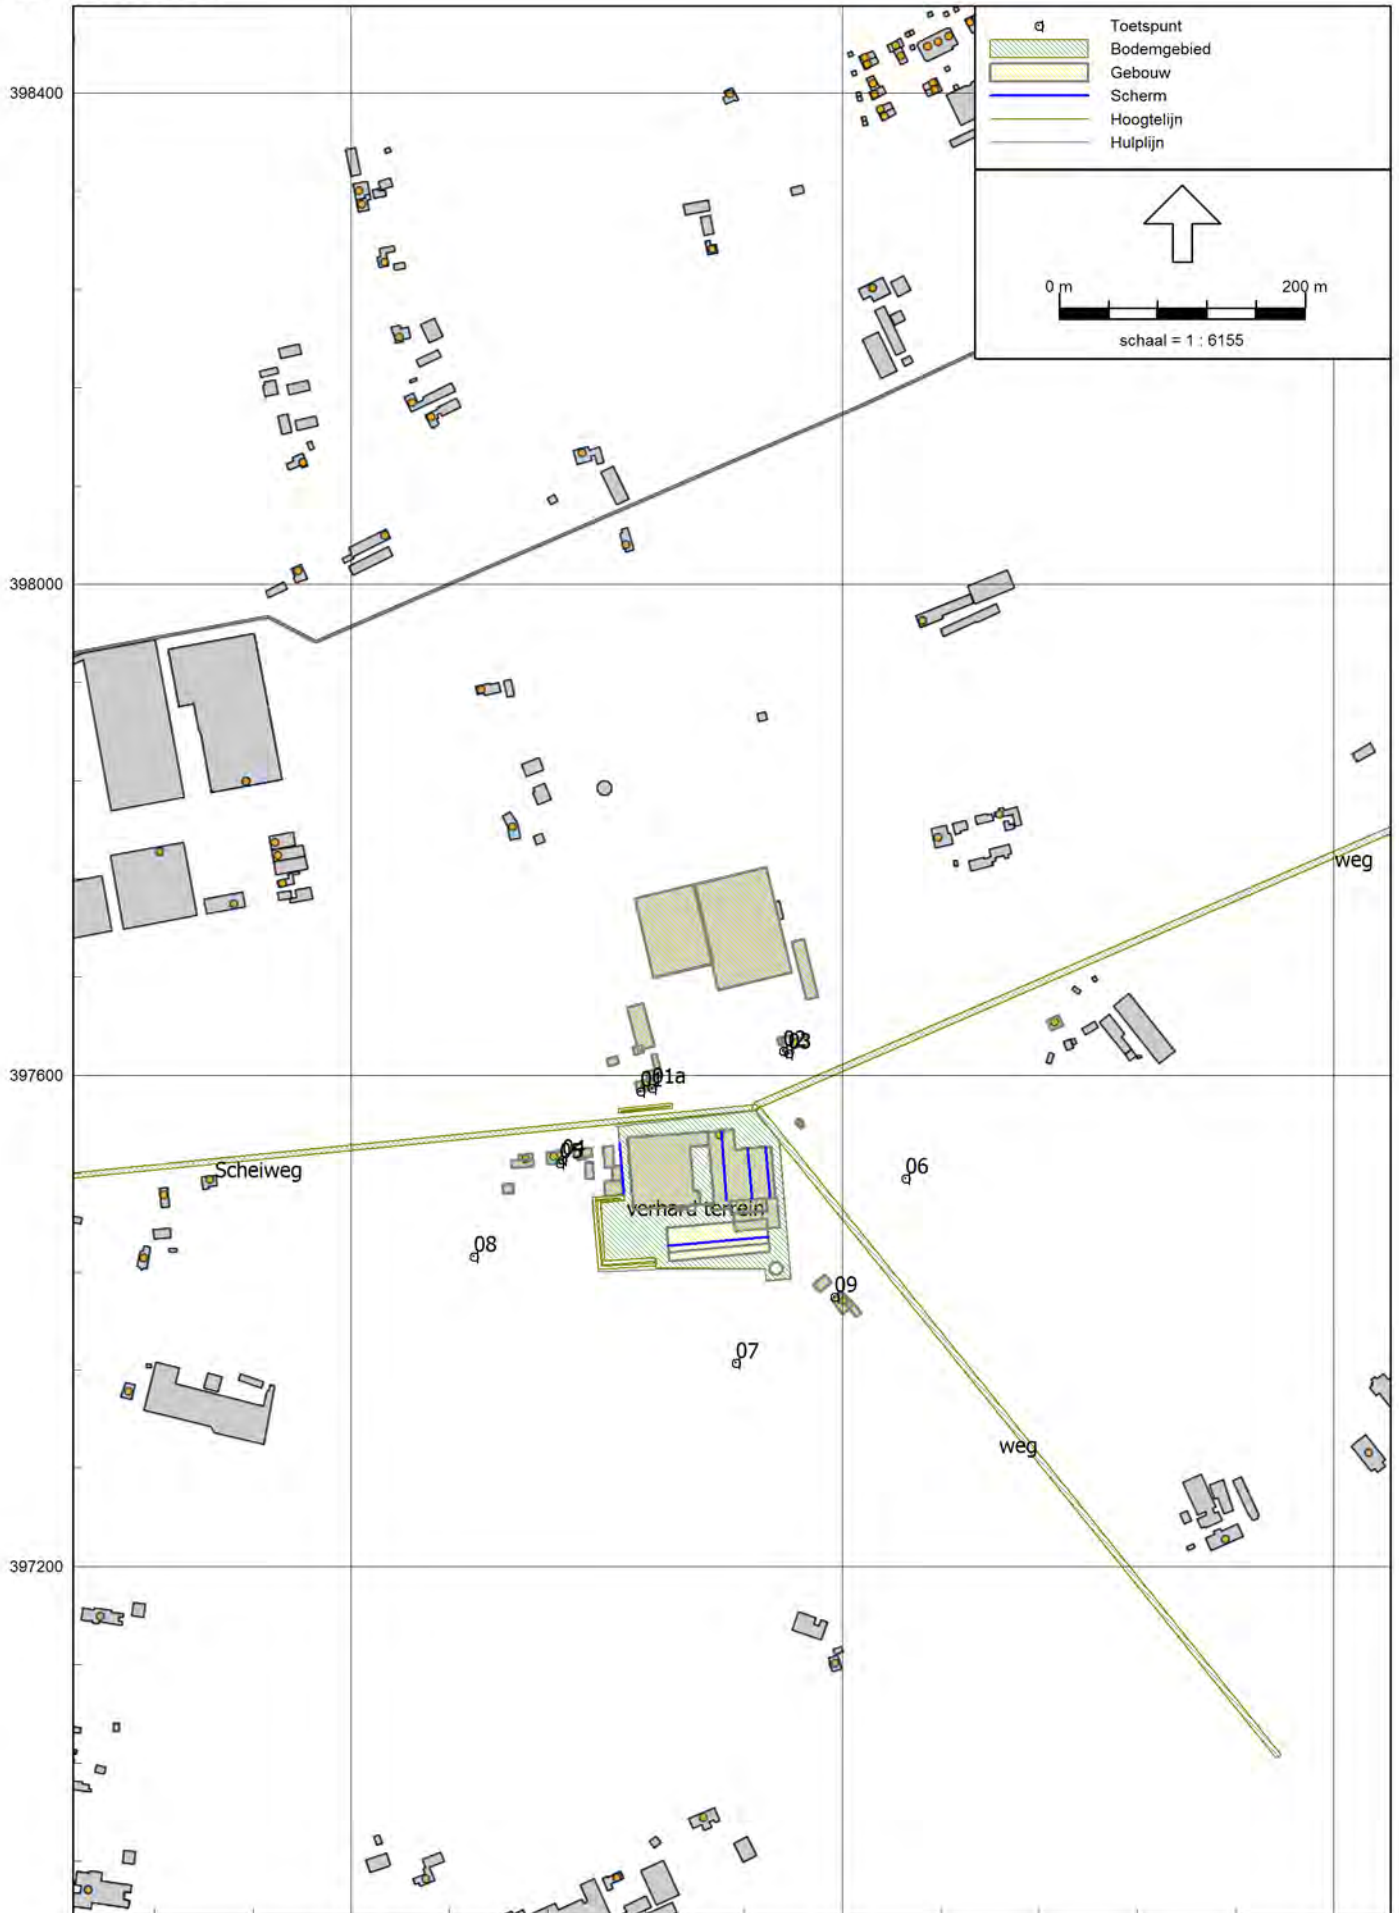 Toetspunt
Bodemgebied
Gebouw
Scherm
Hoogtelijn
Hulplijn
398400
0 m 200 m
schaal = 1 : 6155
398000
weg
03
397600
01a
Scheiweg
06
verhard terrein
08
09
07
weg
397200